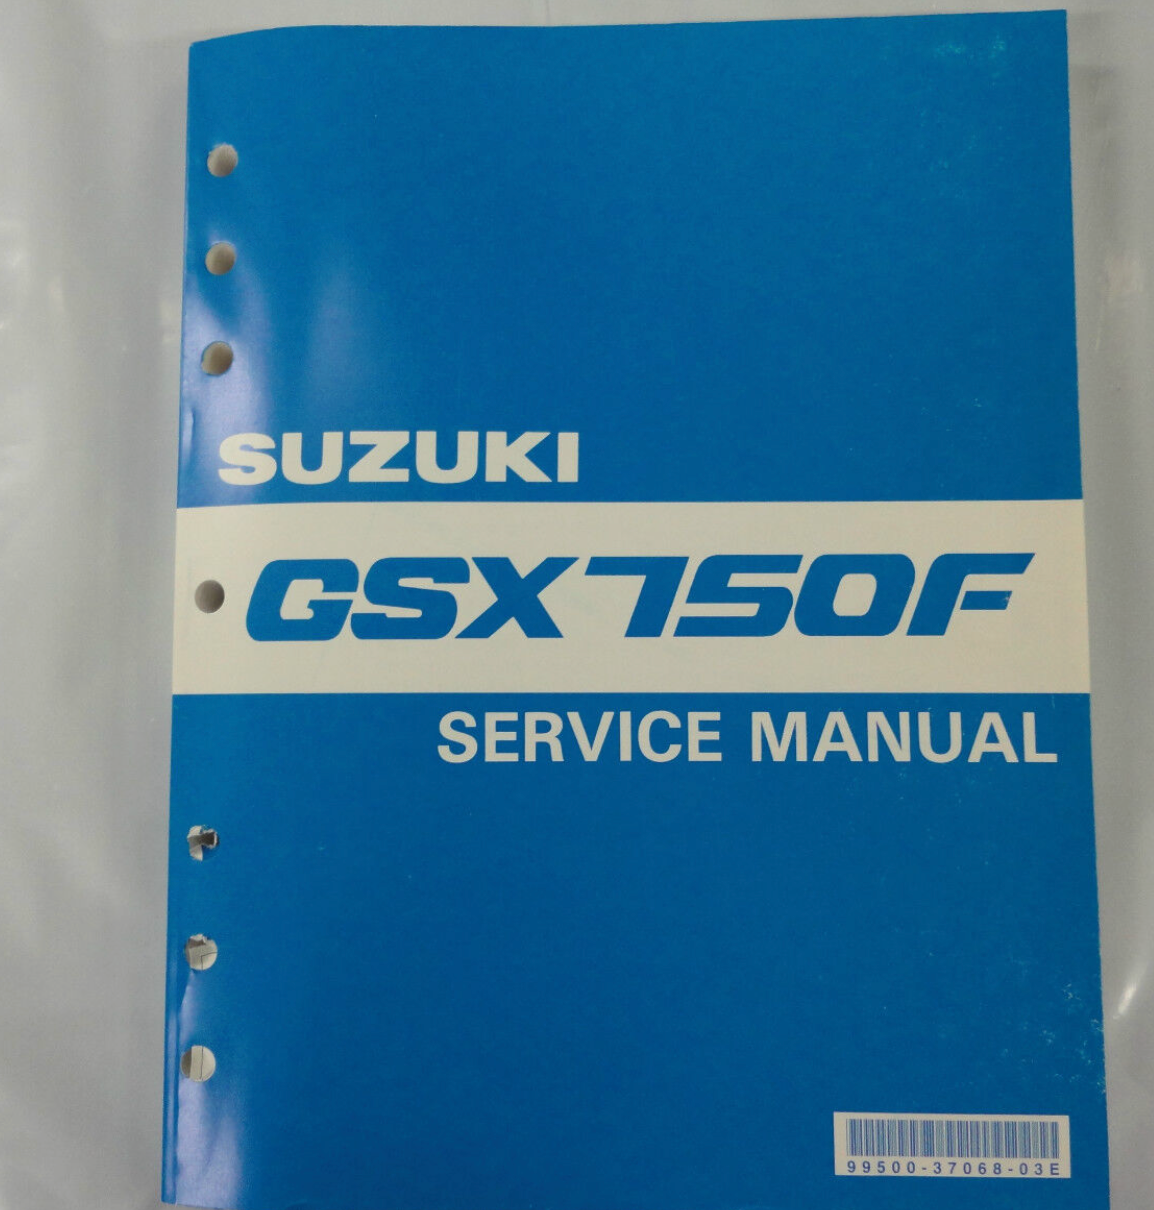 SUZUKI
GSX750F
SERVICE MANUAL
99500-37068-03E